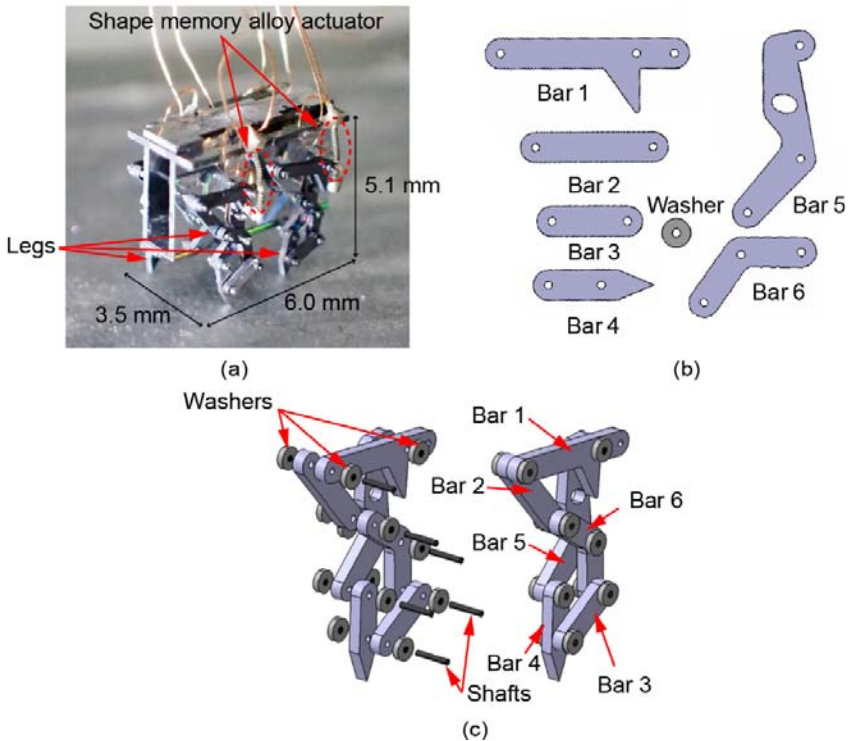 Shape memory alloy actuator
5.1 mm
Legs
3.5 mm
6.0 mm
(a)
Bar 1
Bar 2
Washer
Bar 5
Bar 3
Bar 4
Bar 6
(b)
Washers
Bar 1
Bar 2
Bar 6
Bar 5
Bar 4
Bar 3
Shafts
(c)